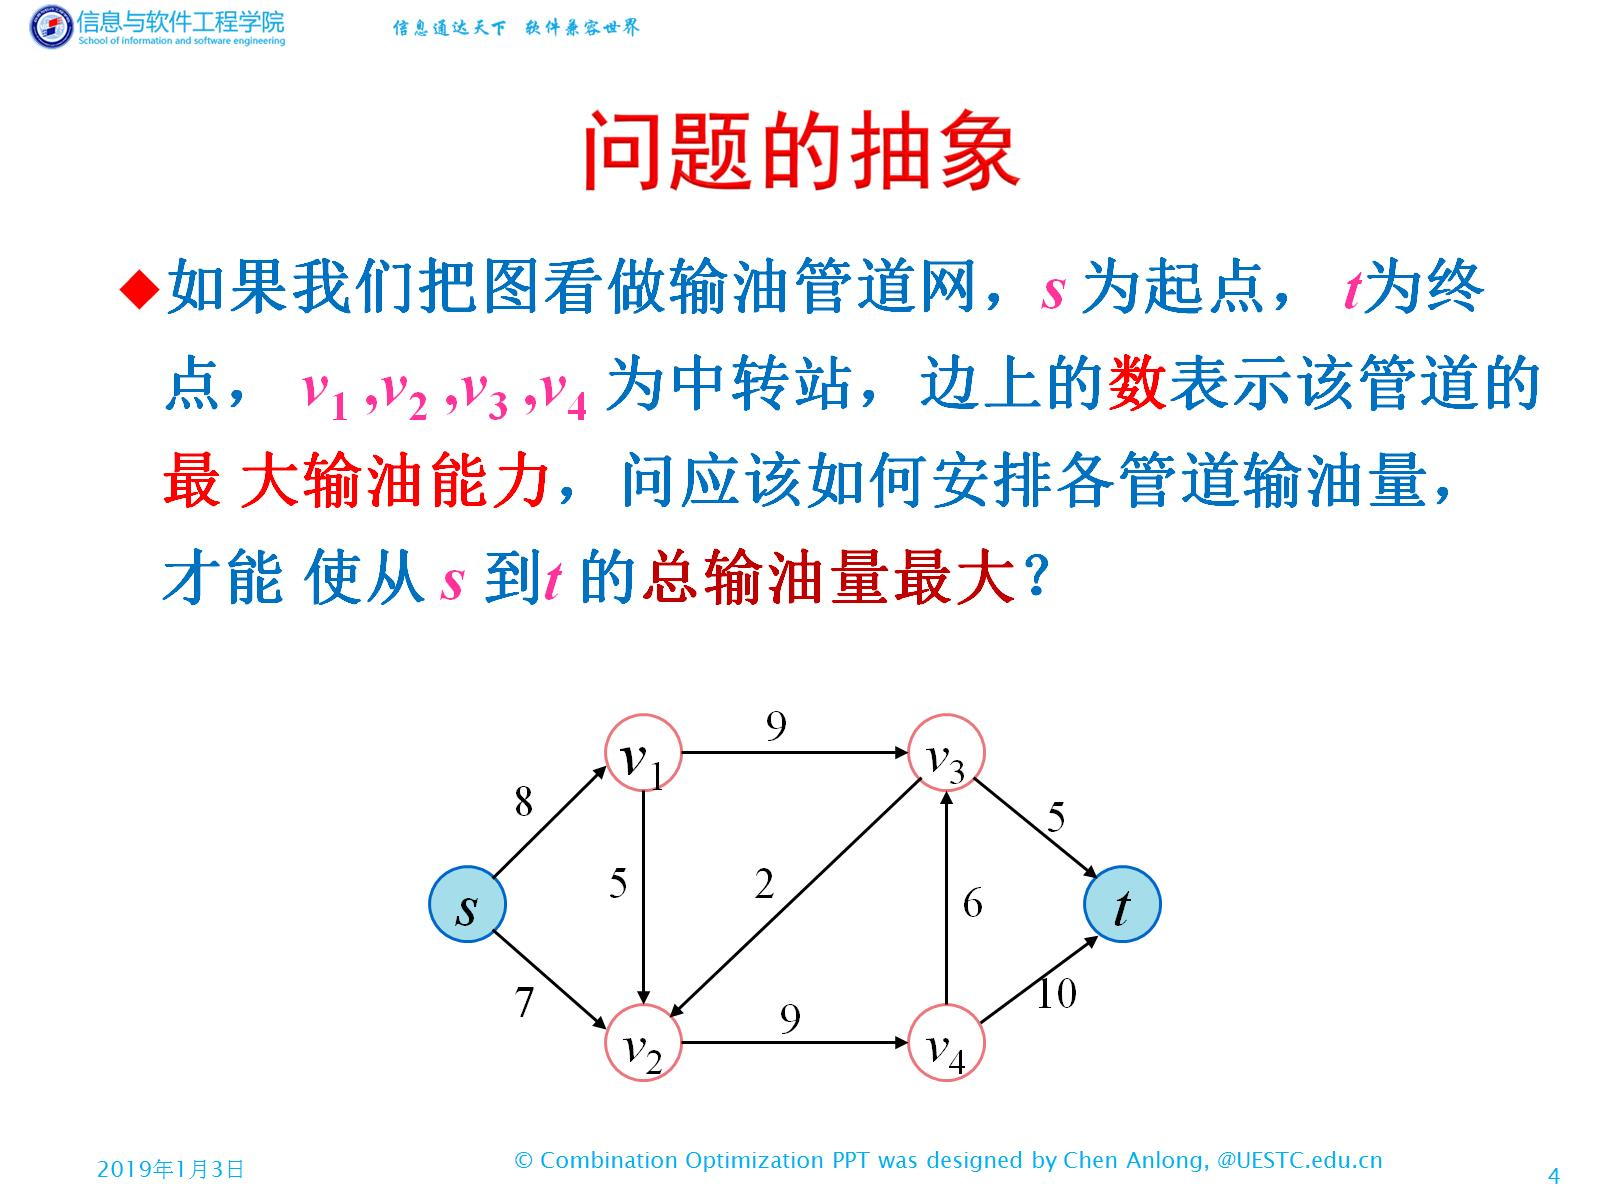 信息与软件工程学院
School of information and software engineering
信息通达天下 软件兼容世界
问题的抽象
如果我们把图看做输油管道网，s 为起点， t为终
点， v1 ,v2 ,v3 ,v4 为中转站，边上的数表示该管道的
最 大输油能力，问应该如何安排各管道输油量，
才能 使从 s 到t 的总输油量最大？
9
v1
v3
8
5
5
2
6
s
t
7
9
10
v2
v4
2019年1月3日
© Combination Optimization PPT was designed by Chen Anlong, @UESTC.edu.cn
4